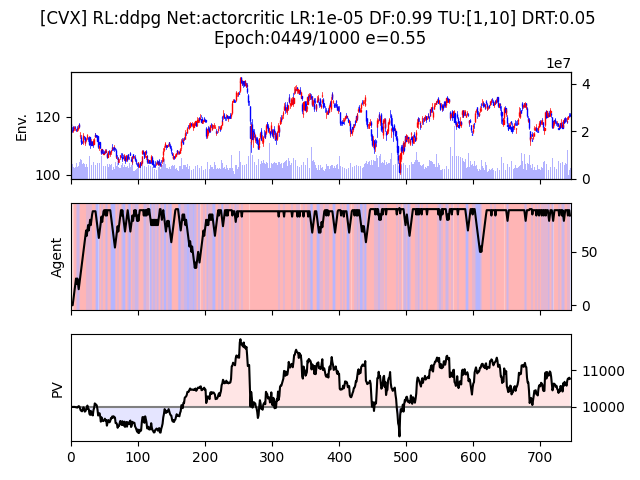 [CVX] RL:ddpg Net:actorcritic LR:1e-05 DF:0.99 TU:[1,10] DRT:0.05
Epoch:0449/1000 e=0.55
1e7
Env.
120
100
4
2
0
Agent
50
0
PV
11000
10000
0 100 200 300 400 500 600 700